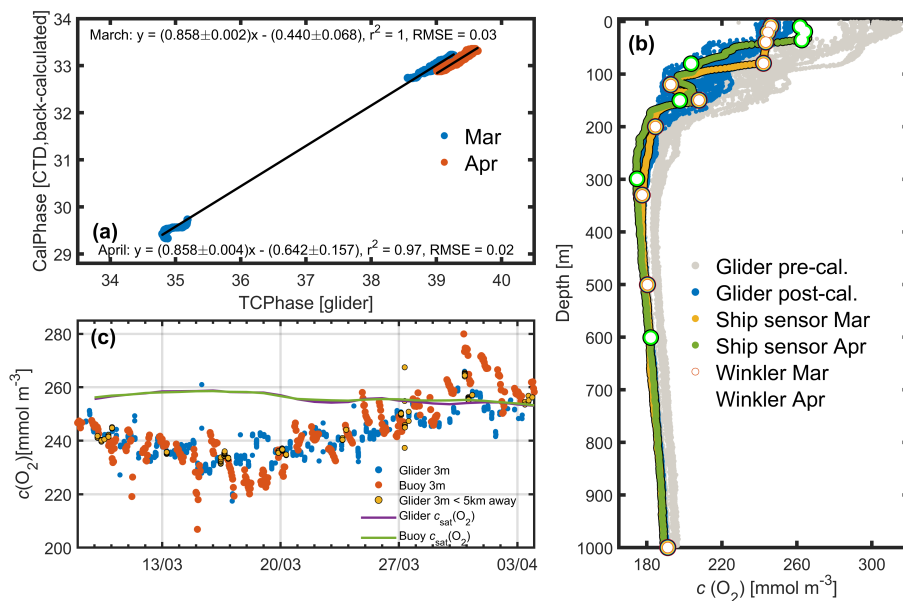 March: y = (0.858±0.002)x - (0.440±0.068), r² = 1, RMSE = 0.03
CalPhase [CTD,back-calculated]
34
33
32
31
30
29
Mar
Apr
(a)
April: y = (0.858±0.004)x - (0.642±0.157), r² = 0.97, RMSE = 0.02
34 35 36 37 38 39 40
TCPhase [glider]
(b)
Depth [m]
0
100
200
300
400
500
600
700
800
900
1000
Glider pre-cal.
Glider post-cal.
Ship sensor Mar
Ship sensor Apr
Winkler Mar
Winkler Apr
180 220 260 300
c (O₂) [mmol m⁻³]
(c)
c(O₂)[mmol m⁻³]
280
260
240
220
200
Glider 3m
Buoy 3m
Glider 3m < 5km away
Glider c_sat(O₂)
Buoy c_sat(O₂)
13/03 20/03 27/03 03/04